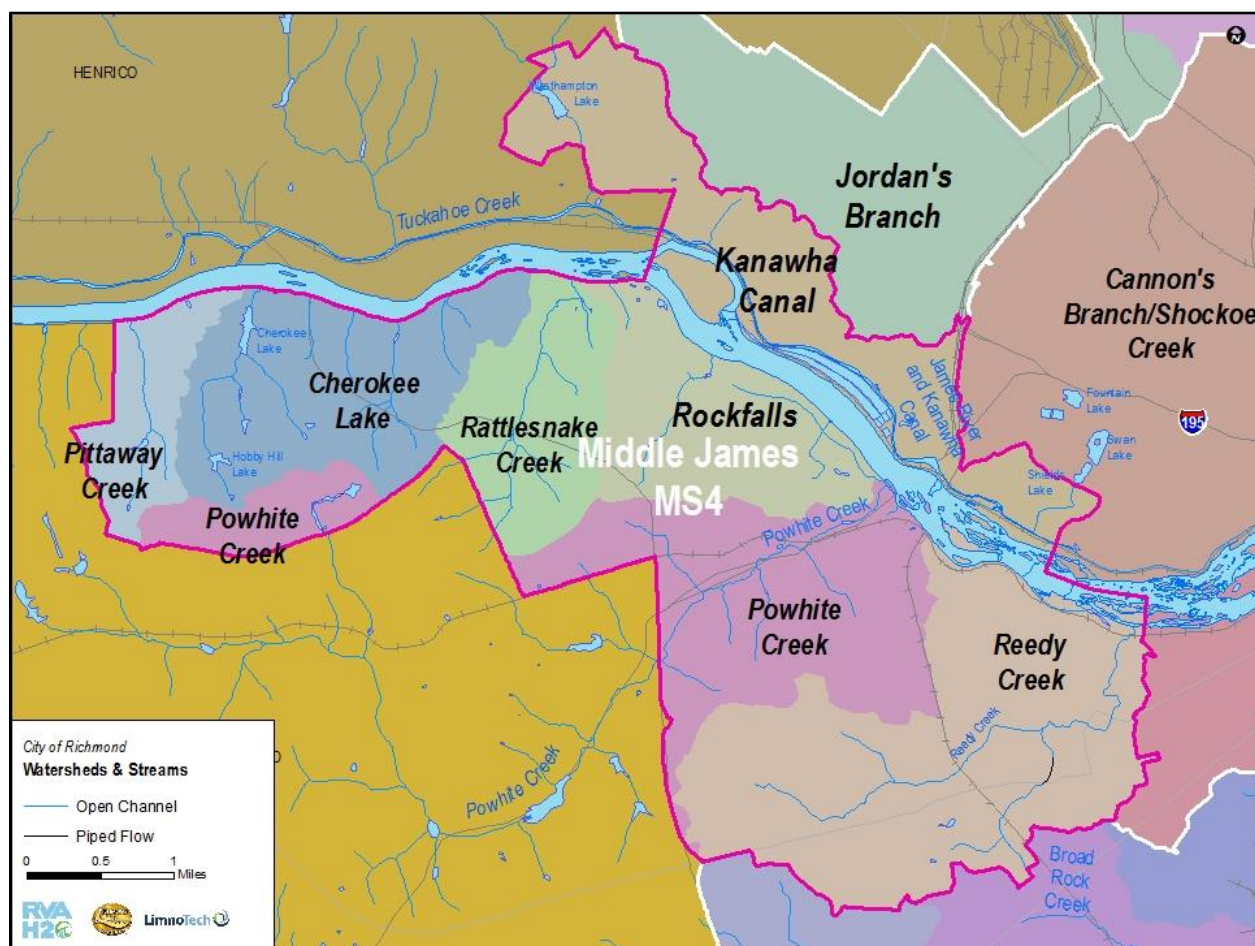 HENRICO
Westhampton
Lake
Jordan's
Branch
Tuckahoe Creek
Kanawha
Canal
Cannon's
Branch/Shockoe
Creek
James River
and Kanawha
Canal
Cherokee
Lake
Cherokee
Lake
Rattlesnake
Creek
Rockfalls
Middle James
MS4
Fountain
Lake
195
Swan
Lake
Shields
Lake
Pittaway
Creek
Hobby Hill
Lake
Powhite
Creek
Powhite Creek
Powhite
Creek
Reedy
Creek
Reedy Creek
Powhite Creek
Broad
Rock
Creek
City of Richmond
Watersheds & Streams
Open Channel
Piped Flow
0 0.5 1
Miles
RVA
H2O
LimnoTech
N